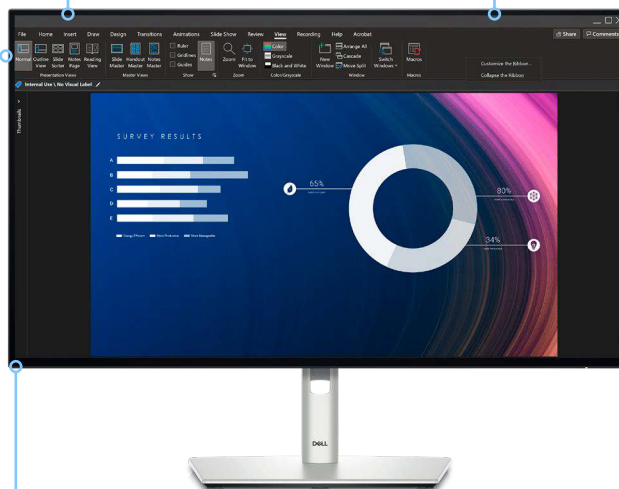 File Home Insert Draw Design Transitions Animations Slide Show Review View Recording Help Acrobat
Share Comments
Normal Outline View Slide Sorter Notes Page Reading View
Presentation Views
Slide Master Handout Master Notes Master
Master Views
Ruler
Gridlines
Guides
Show
Notes
Zoom Fit to Window
Zoom
Color
Grayscale
Black and White
Color/Grayscale
New Window
Arrange All
Cascade
Move Split
Switch Windows
Window
Macros
Macros
Customize the Ribbon...
Collapse the Ribbon
Internal Use \ No Visual Label
Thumbnails
SURVEY RESULTS
A
B
C
D
E
65%
80%
34%
DELL